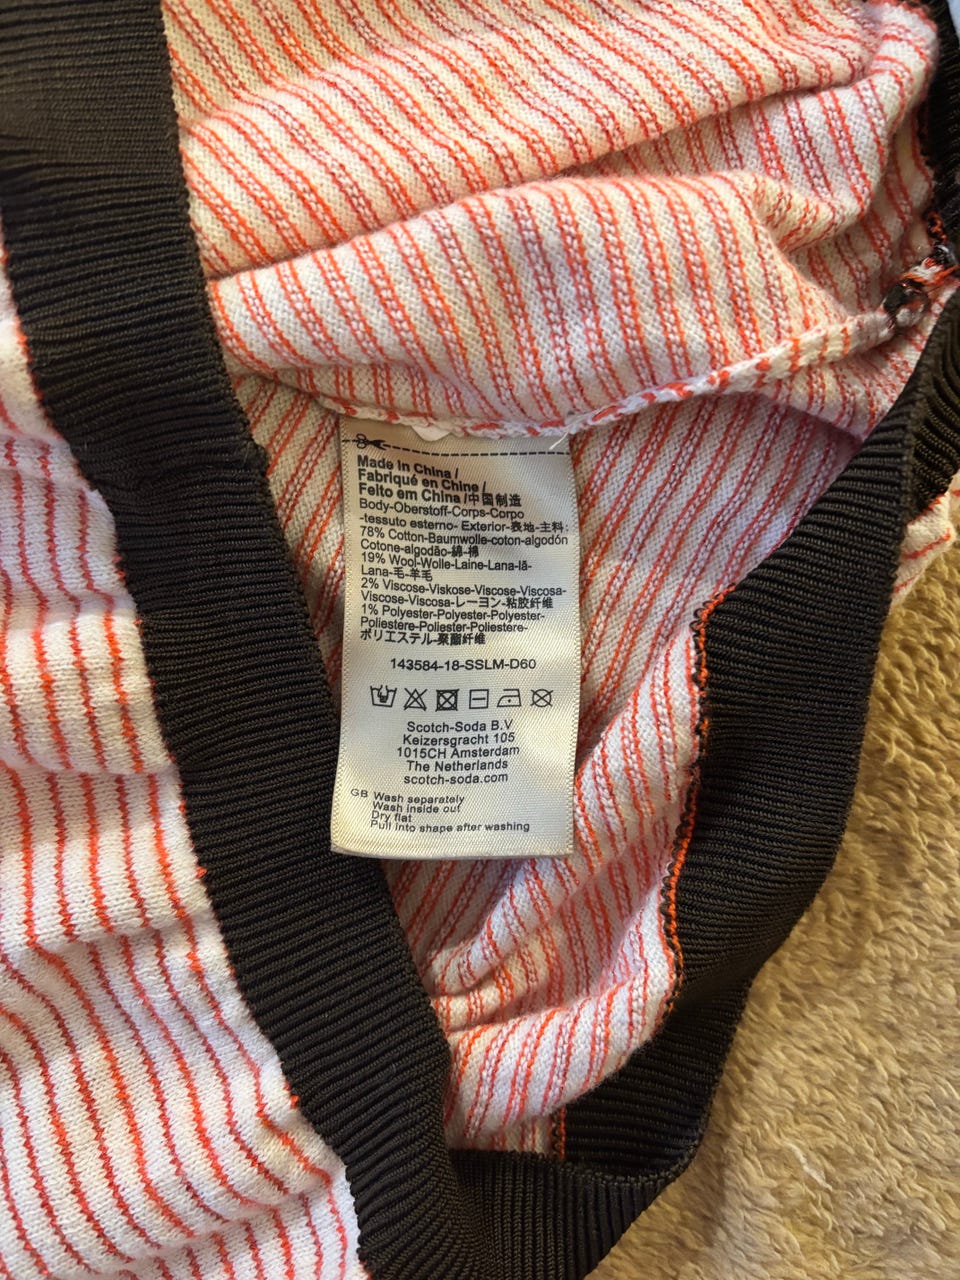 Made in China /
Fabriqué en Chine /
Feito em China /中国制造
Body-Oberstoff-Corps-Corpo
-tessuto esterno- Exterior-表地-主料:
78% Cotton-Baumwolle-coton-algodón
Cotone-algodão-綿-棉
19% Wool-Wolle-Laine-Lana-lã-
Lana-毛-羊毛
2% Viscose-Viskose-Viscose-Viscosa-
Viscose-Viscosa-レーヨン-粘胶纤维
1% Polyester-Polyester-Polyester-
Poliestere-Poliester-Poliestere-
ポリエステル-聚酯纤维
143584-18-SSLM-D60
Scotch-Soda B.V
Keizersgracht 105
1015CH Amsterdam
The Netherlands
scotch-soda.com
GB Wash separately
Wash inside out
Dry flat
Pull into shape after washing